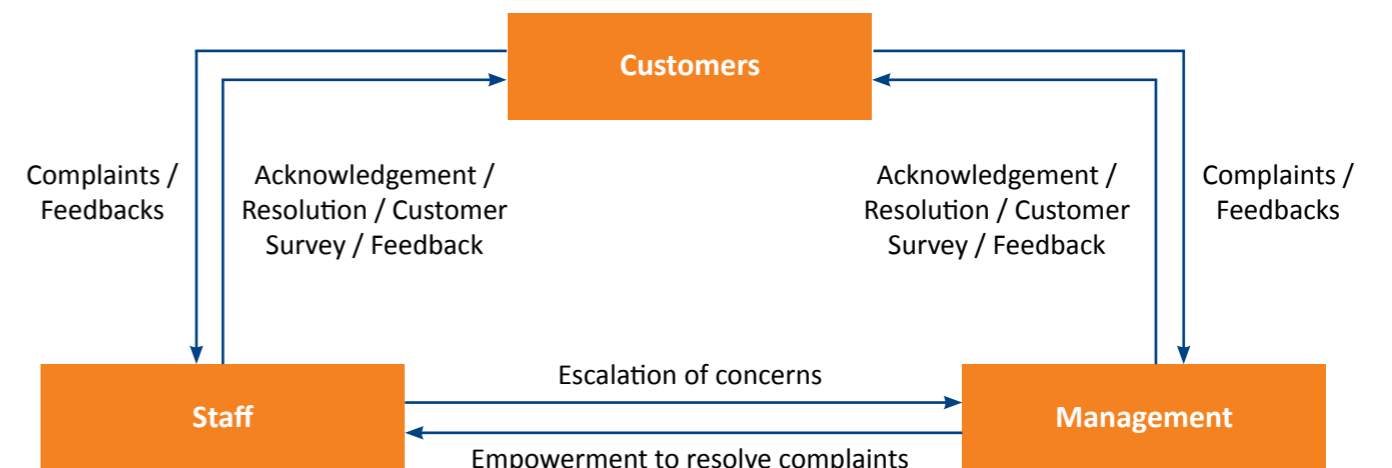 Customers
Complaints /
Feedbacks
Acknowledgement /
Resolution / Customer
Survey / Feedback
Acknowledgement /
Resolution / Customer
Survey / Feedback
Complaints /
Feedbacks
Escalation of concerns
Staff
Management
Empowerment to resolve complaints